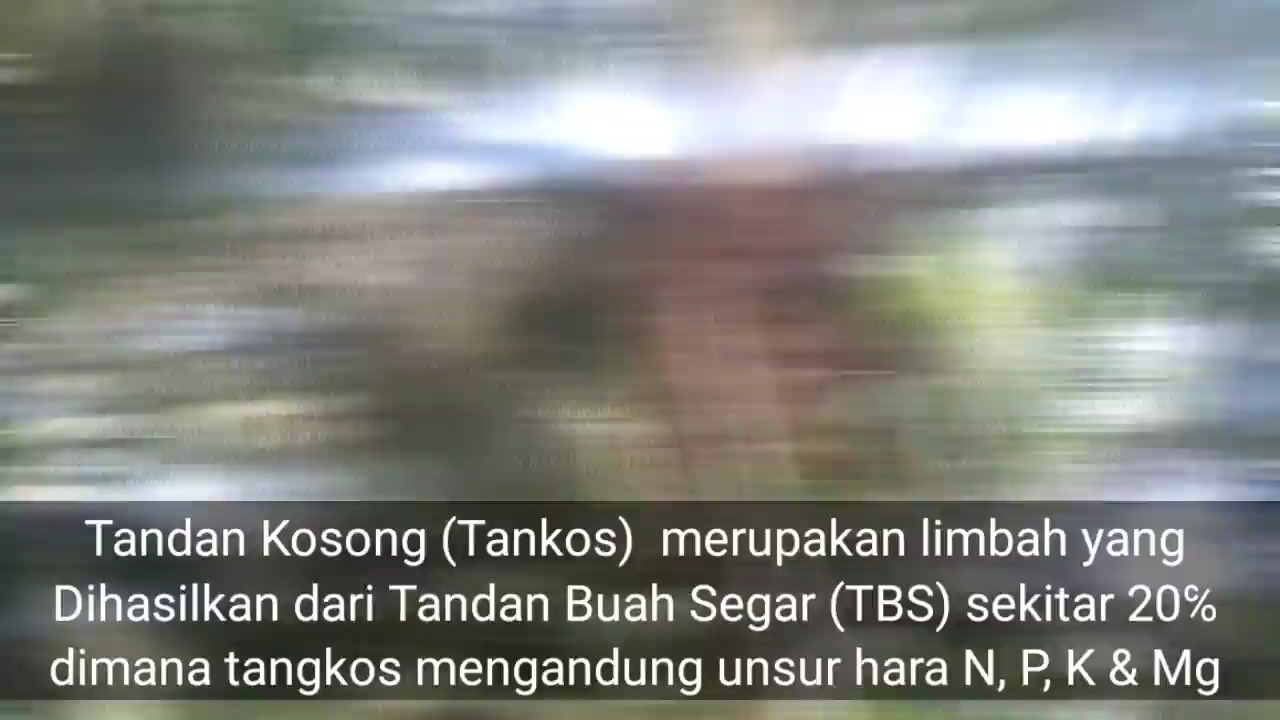 Tandan Kosong (Tankos)  merupakan limbah yang
Dihasilkan dari Tandan Buah Segar (TBS) sekitar 20%
dimana tangkos mengandung unsur hara N, P, K & Mg